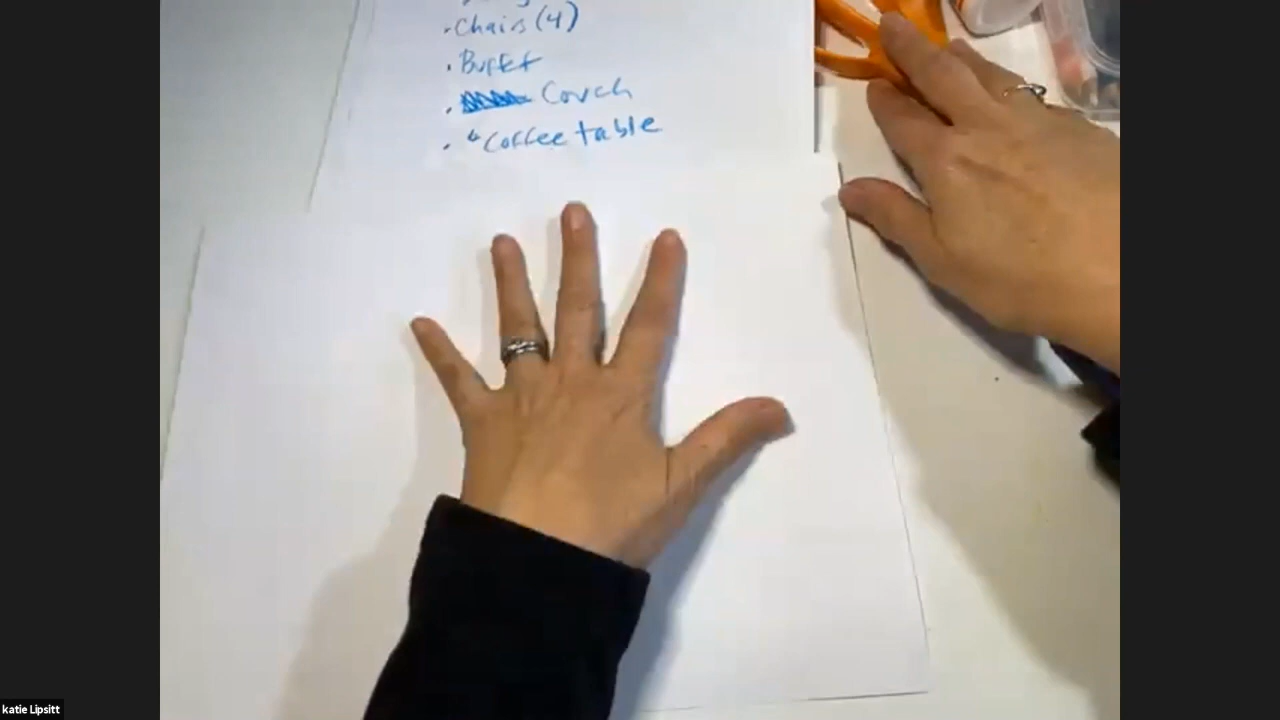 • Chairs (4)
• Buffet
• Couch
• Coffee table
katie Lipsitt